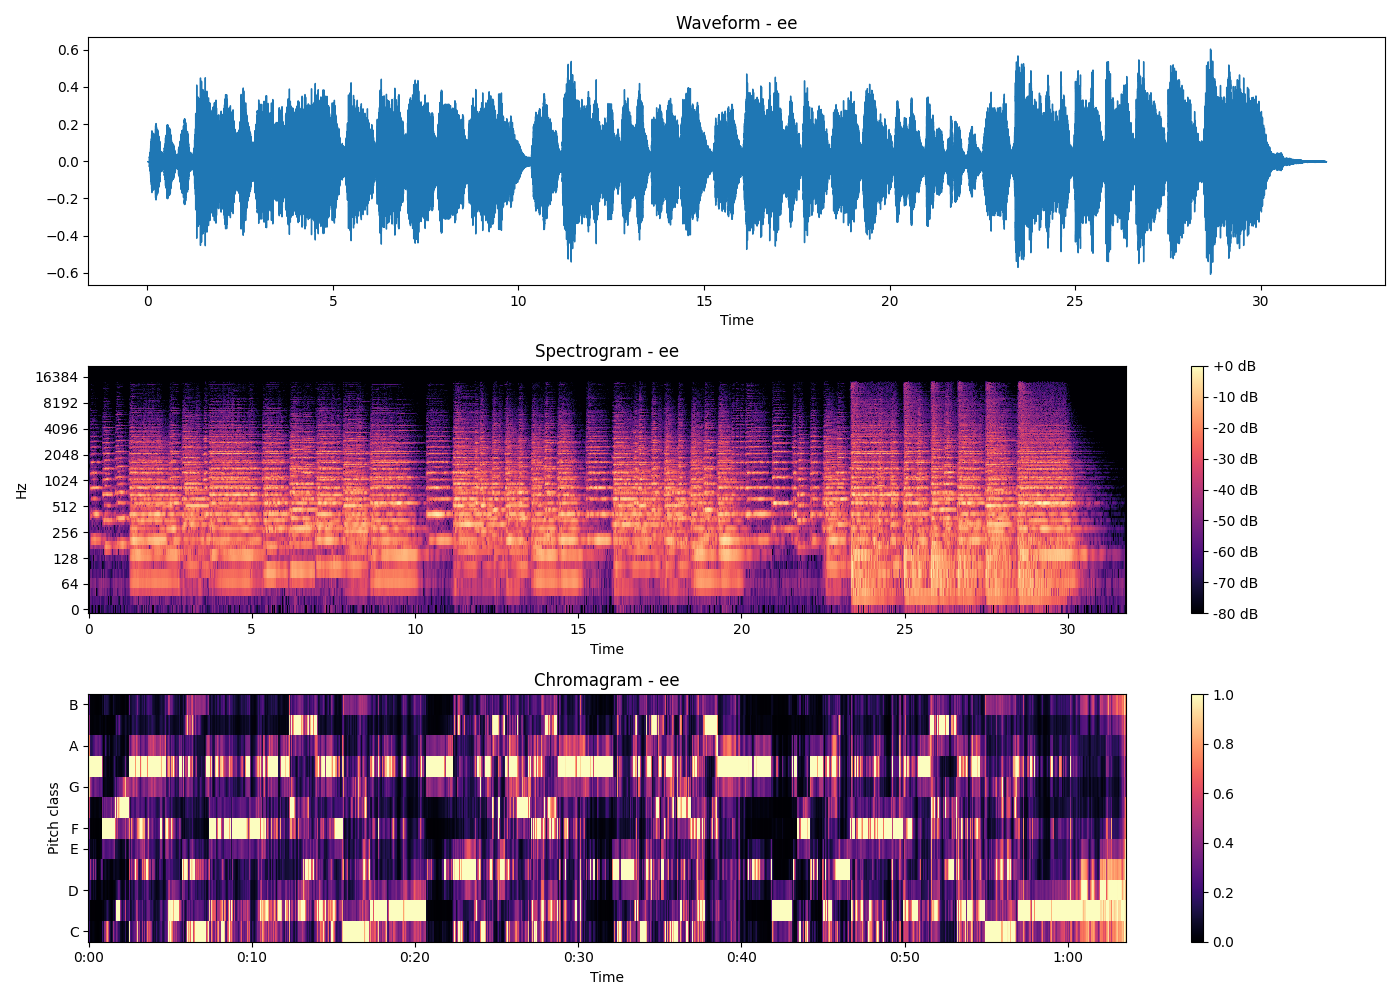 Waveform - ee
0.6
0.4
0.2
0.0
−0.2
−0.4
−0.6
0 5 10 15 20 25 30
Time
Spectrogram - ee
Hz
16384
8192
4096
2048
1024
512
256
128
64
0
0 5 10 15 20 25 30
Time
+0 dB
-10 dB
-20 dB
-30 dB
-40 dB
-50 dB
-60 dB
-70 dB
-80 dB
Chromagram - ee
Pitch class
B
A
G
F
E
D
C
0:00 0:10 0:20 0:30 0:40 0:50 1:00
Time
1.0
0.8
0.6
0.4
0.2
0.0